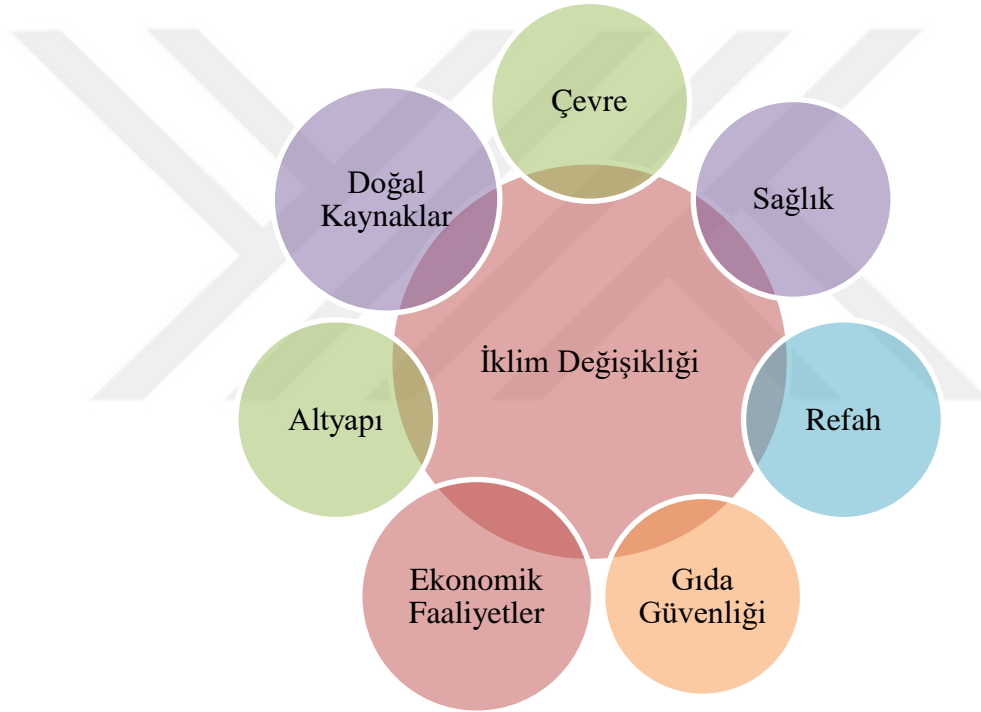 Çevre
Doğal
Kaynaklar
Sağlık
İklim Değişikliği
Altyapı
Refah
Ekonomik
Faaliyetler
Gıda
Güvenliği